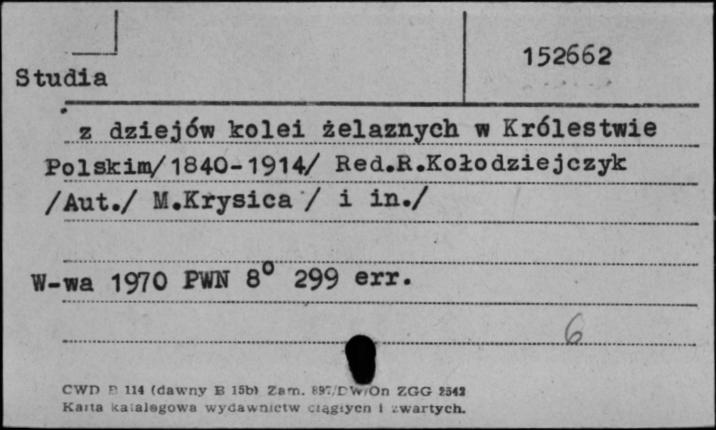 152662
Studia
z dziejów kolei żelaznych w Królestwie
Polskim/1840-1914/ Red.R.Kołodziejczyk
/Aut./ M.Krysica / i in./
W-wa 1970 PWN 8° 299 err.
6
CWD B 114 (dawny B 15b) Zam. 897/DW/On ZGG 2542
Karta katalogowa wydawnictw ciągłych i zwartych.